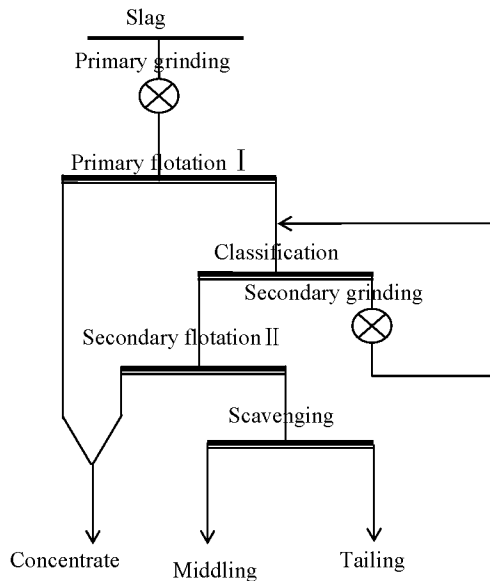 Slag
Primary grinding
Primary flotation Ⅰ
Classification
Secondary grinding
Secondary flotation Ⅱ
Scavenging
Concentrate
Middling
Tailing